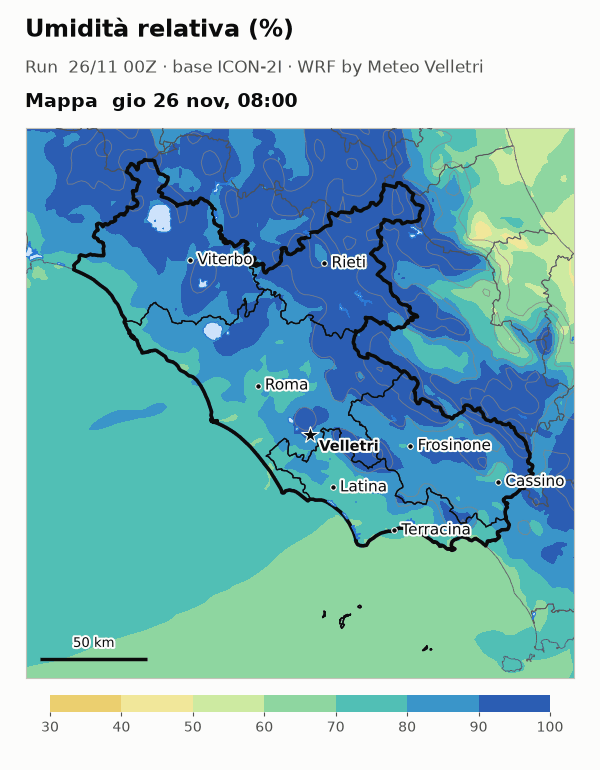 Umidità relativa (%)
Run  26/11 00Z · base ICON-2I · WRF by Meteo Velletri
Mappa  gio 26 nov, 08:00
Viterbo
Rieti
Roma
Velletri
Frosinone
Cassino
Latina
Terracina
50 km
30 40 50 60 70 80 90 100